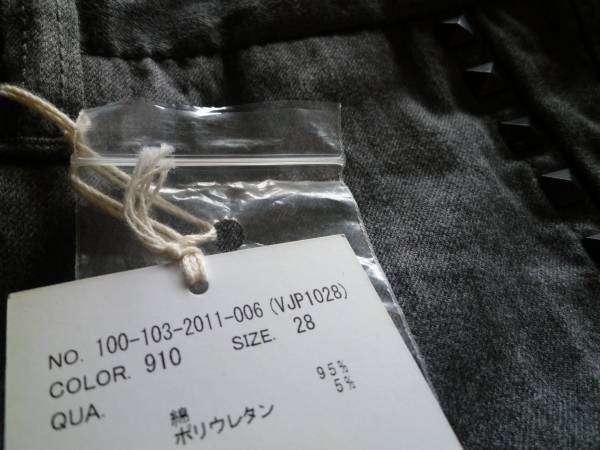 NO. 100-103-2011-006 (VJP1028)
COLOR. 910 SIZE. 28
QUA. 綿 95%
ポリウレタン 5%